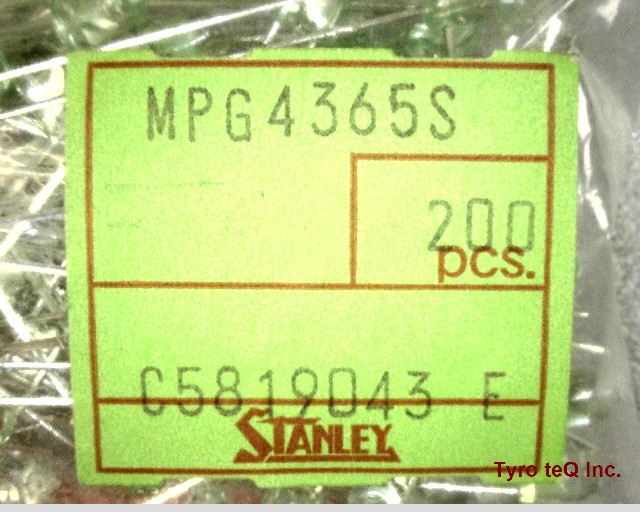 MPG4365S
200
pcs.
C5819043 E
STANLEY
Tyro teQ Inc.